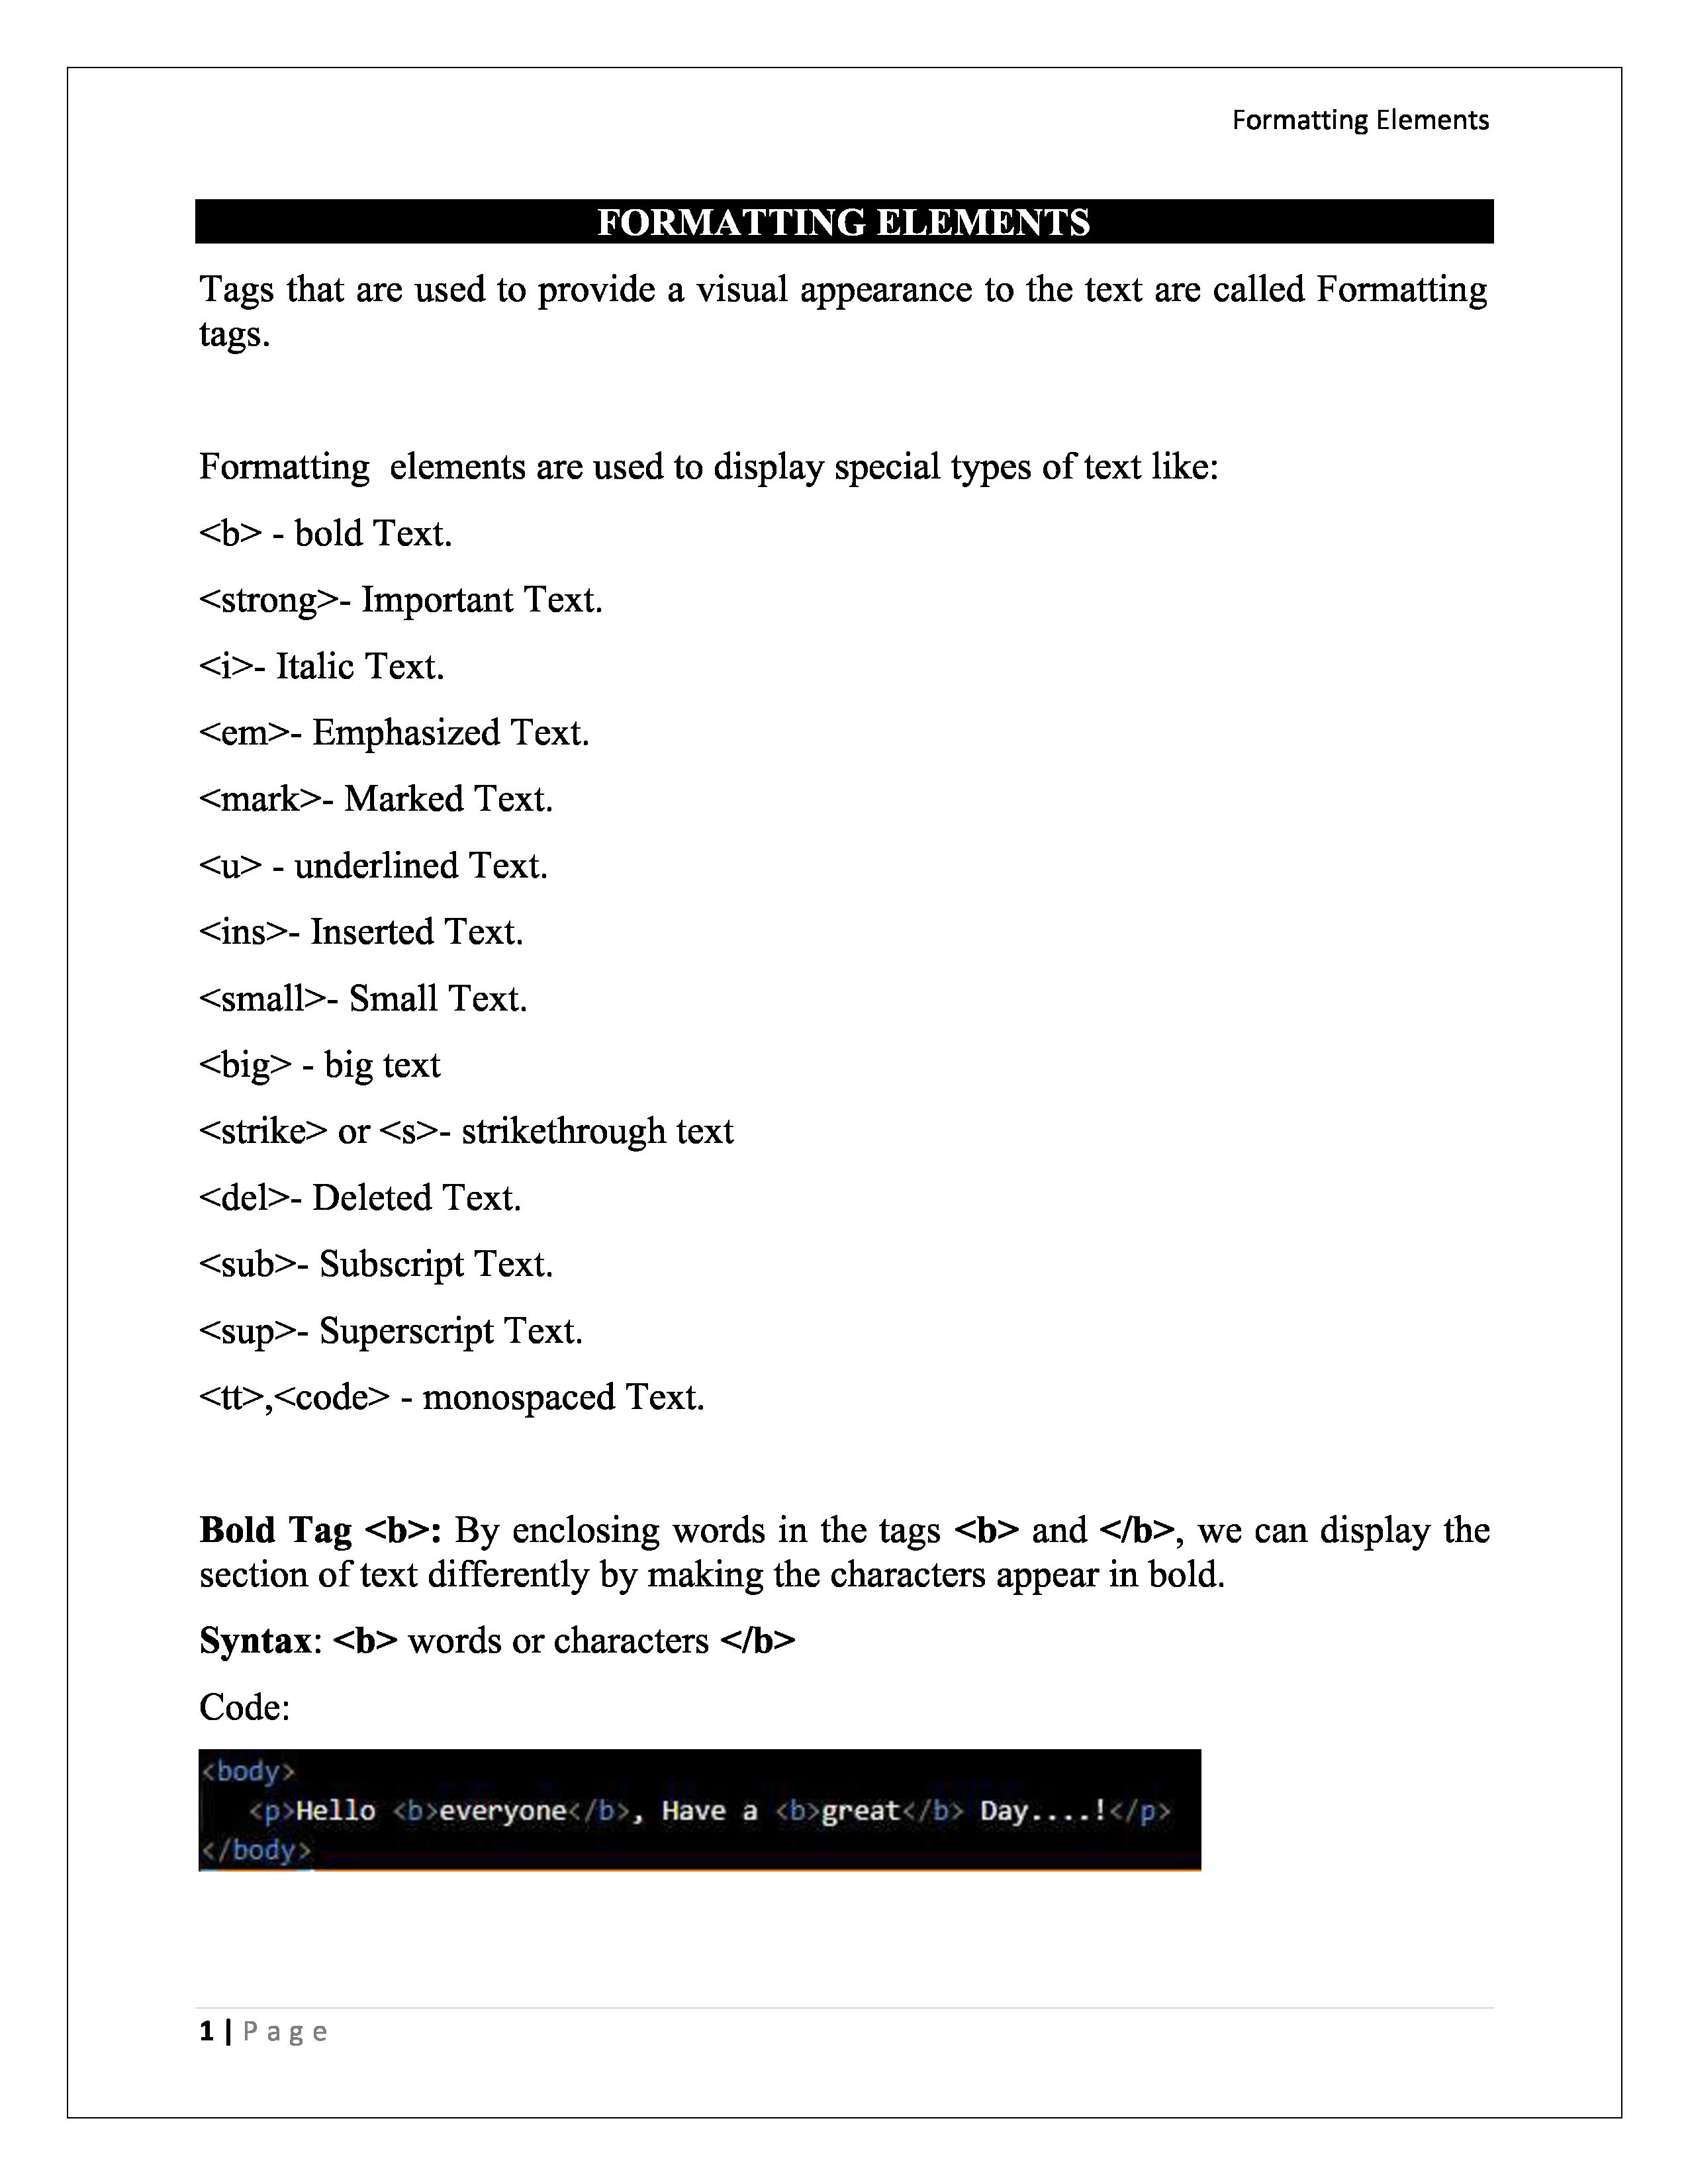 Formatting Elements
FORMATTING ELEMENTS
Tags that are used to provide a visual appearance to the text are called Formatting
tags.
Formatting  elements are used to display special types of text like:
<b> - bold Text.
<strong>- Important Text.
<i>- Italic Text.
<em>- Emphasized Text.
<mark>- Marked Text.
<u> - underlined Text.
<ins>- Inserted Text.
<small>- Small Text.
<big> - big text
<strike> or <s>- strikethrough text
<del>- Deleted Text.
<sub>- Subscript Text.
<sup>- Superscript Text.
<tt>,<code> - monospaced Text.
Bold Tag <b>: By enclosing words in the tags <b> and </b>, we can display the
section of text differently by making the characters appear in bold.
Syntax: <b> words or characters </b>
Code:
<body>
<p>Hello <b>everyone</b>, Have a <b>great</b> Day....!</p>
</body>
1 | Page